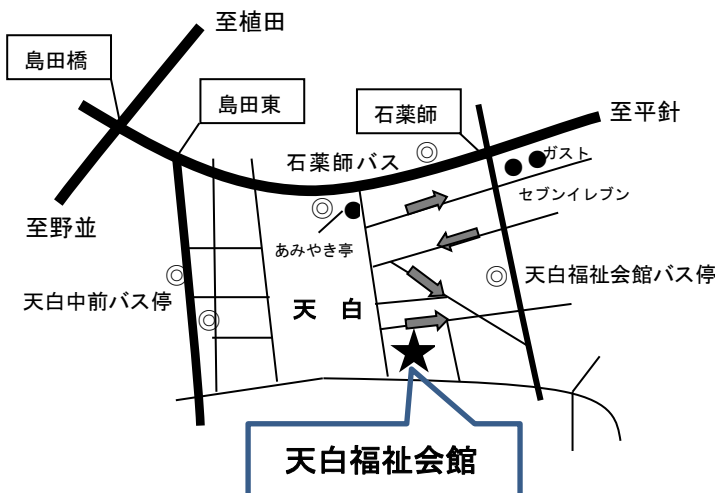 至植田
島田橋
島田東
石薬師
至平針
石薬師バス
ガスト
セブンイレブン
至野並
あみやき亭
天白中前バス停
天白福祉会館バス停
天 白
天白福祉会館